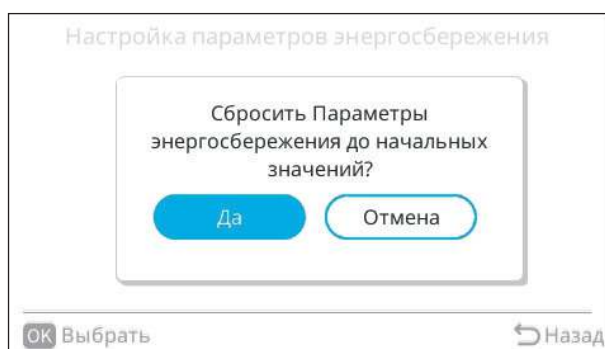 Настройка параметров энергосбережения
Сбросить Параметры
энергосбережения до начальных
значений?
Да Отмена
OK Выбрать Назад